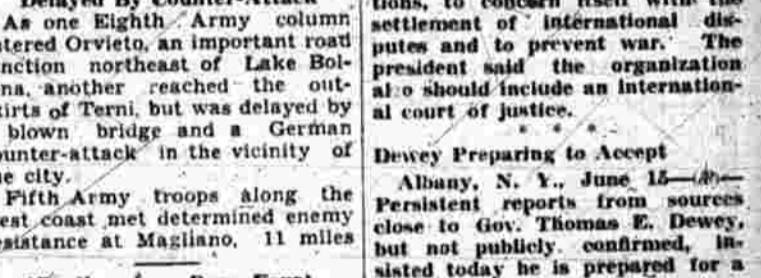 Delayed By Counter-Attack
As one Eighth Army column
ntered Orvieto, an important road
nction northeast of Lake Bol-
na, another reached the out-
kirts of Terni, but was delayed by
blown bridge and a German
ounter-attack in the vicinity of
e city.
Fifth Army troops along the
est coast met determined enemy
esistance at Magliano, 11 miles
tions, to concern itself with the
settlement of international dis-
putes and to prevent war. The
president said the organization
al o should include an internation-
al court of justice.
* * *
Dewey Preparing to Accept
Albany, N. Y., June 15—(AP)—
Persistent reports from sources
close to Gov. Thomas E. Dewey,
but not publicly confirmed, in-
sisted today he is prepared for a